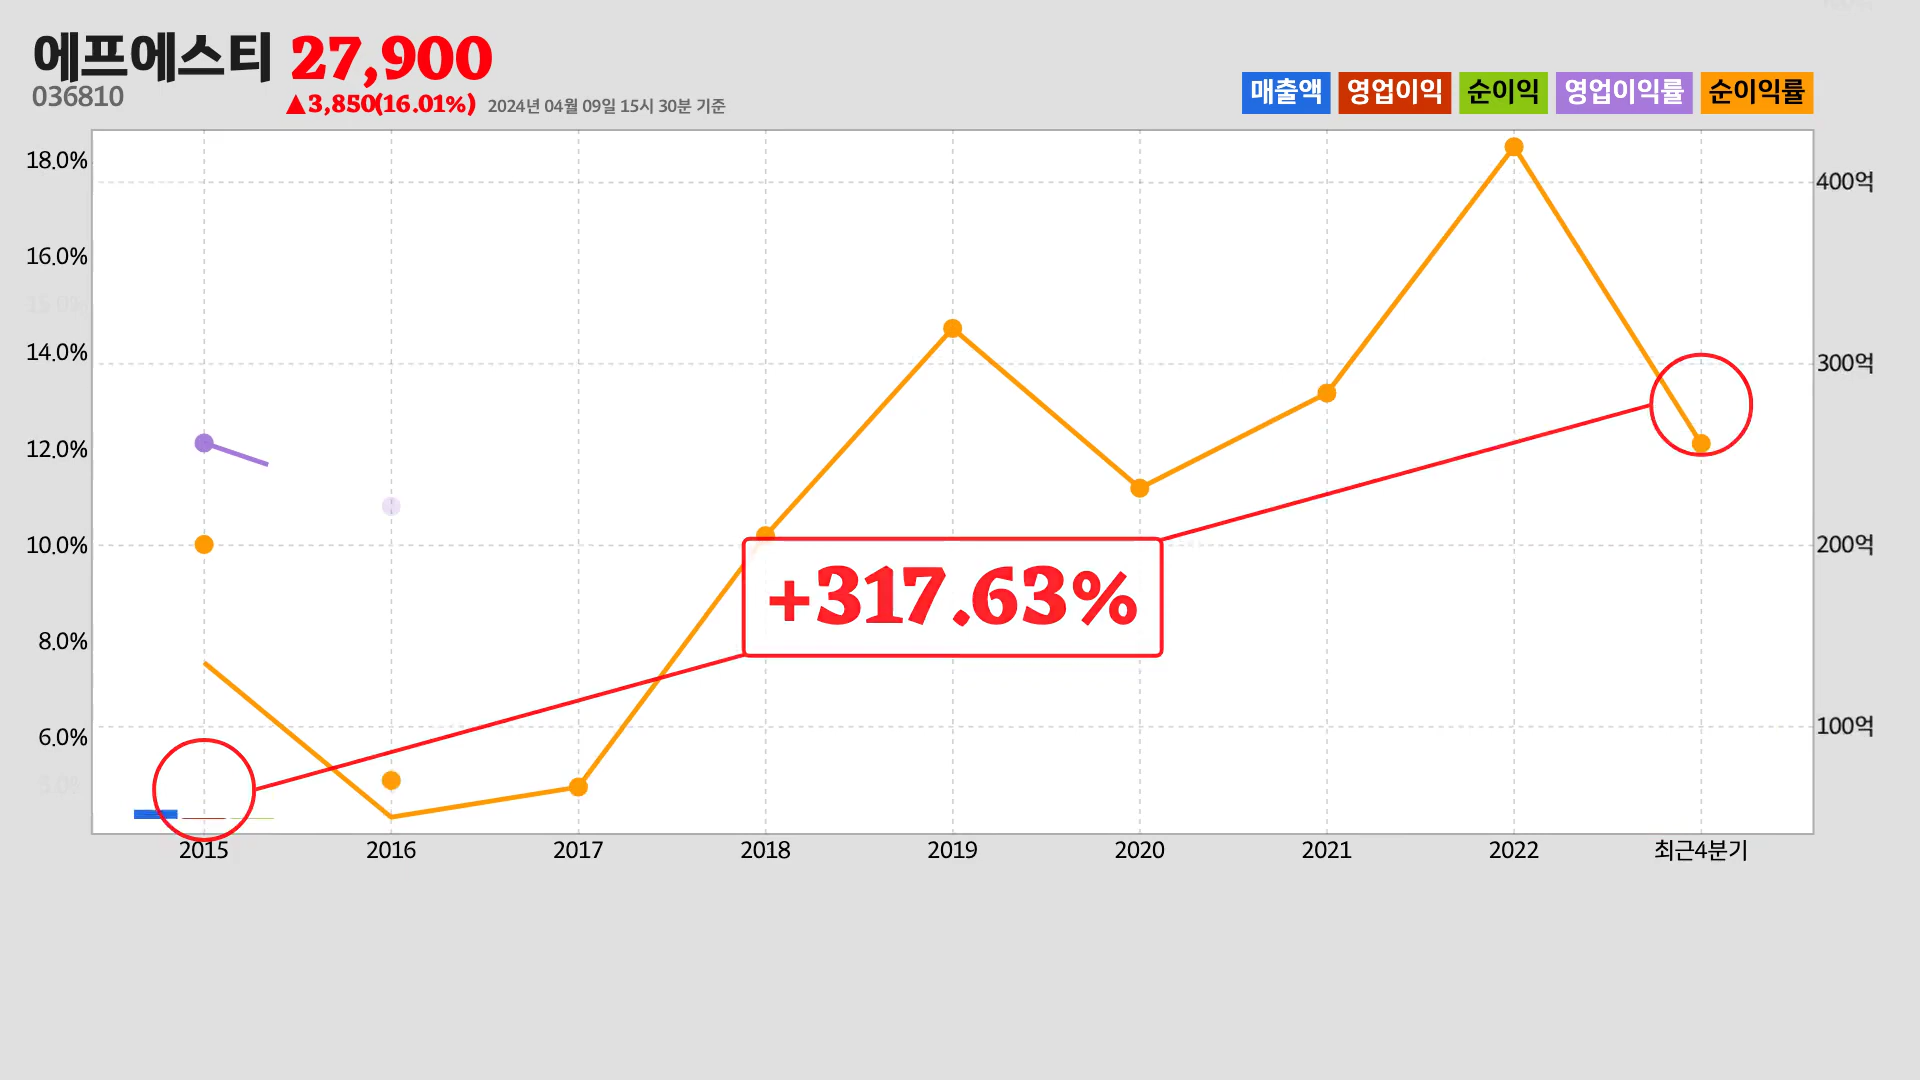 에프에스티 27,900
036810
▲3,850(16.01%) 2024년 04월 09일 15시 30분 기준
매출액 영업이익 순이익 영업이익률 순이익률
18.0%
16.0%
15.0%
14.0%
12.0%
10.0%
8.0%
6.0%
3.0%
400억
300억
200억
100억
+317.63%
2015 2016 2017 2018 2019 2020 2021 2022 최근4분기